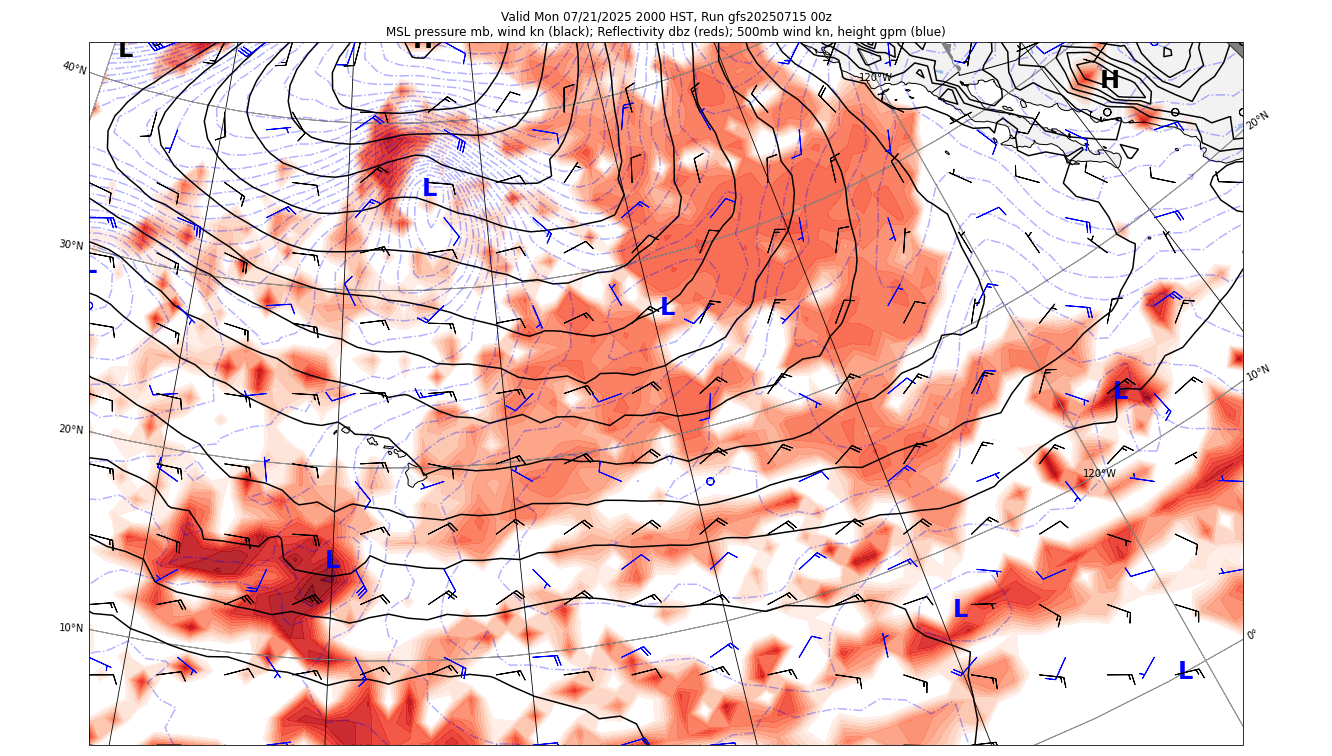 Valid Mon 07/21/2025 2000 HST, Run gfs20250715 00z
MSL pressure mb, wind kn (black); Reflectivity dbz (reds); 500mb wind kn, height gpm (blue)
L
H
40°N
120°W
H
20°N
L
30°N
L
10°N
L
20°N
120°W
L
L
10°N
0°
L